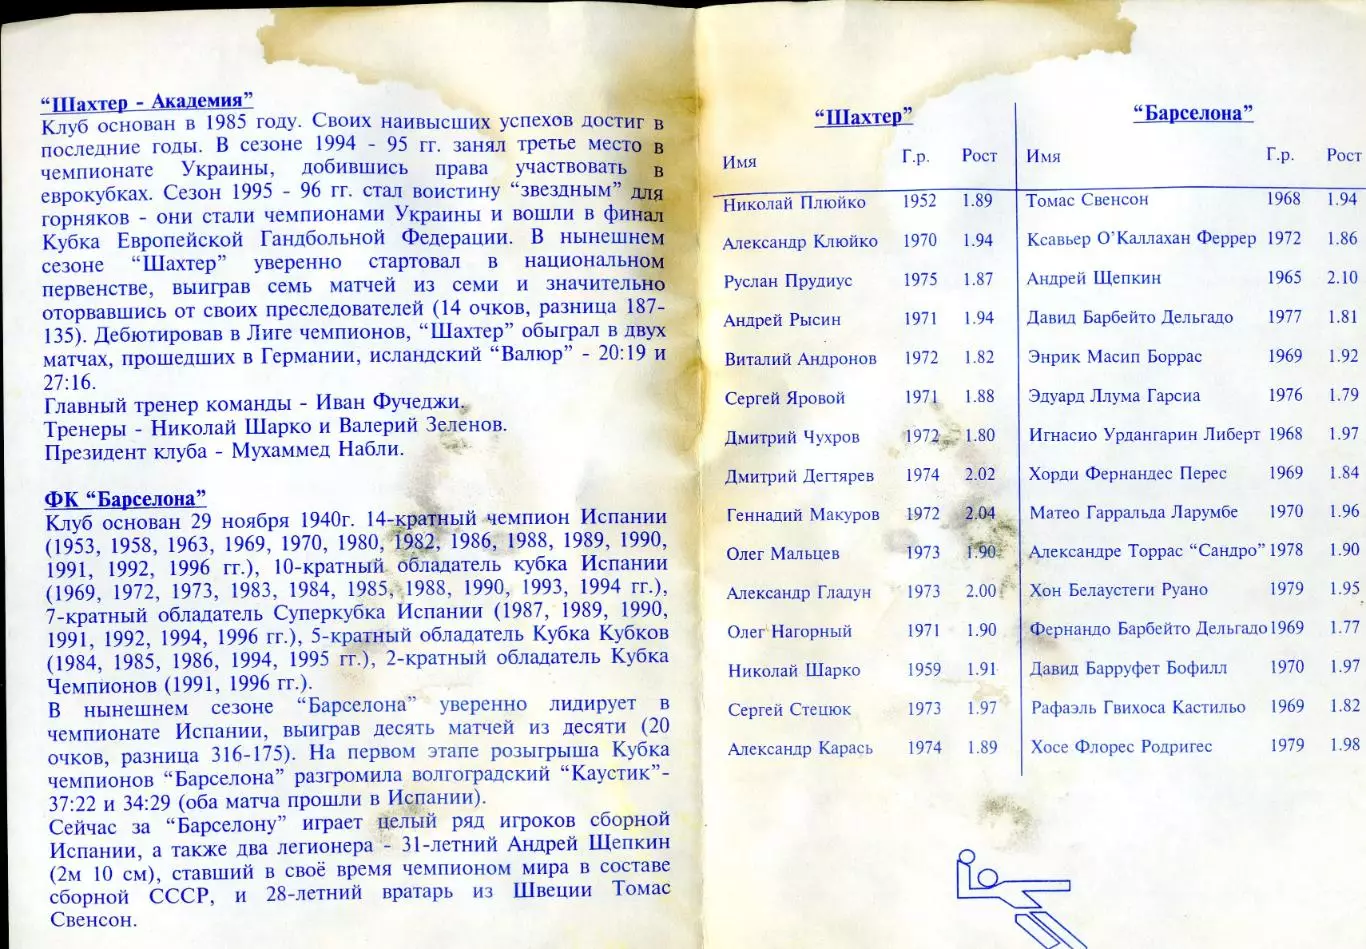 “Шахтер - Академия”
Клуб основан в 1985 году. Своих наивысших успехов достиг в
последние годы. В сезоне 1994 - 95 гг. занял третье место в
чемпионате Украины, добившись права участвовать в
еврокубках. Сезон 1995 - 96 гг. стал воистину “звездным” для
горняков - они стали чемпионами Украины и вошли в финал
Кубка Европейской Гандбольной Федерации. В нынешнем
сезоне “Шахтер” уверенно стартовал в национальном
первенстве, выиграв семь матчей из семи и значительно
оторвавшись от своих преследователей (14 очков, разница 187-
135). Дебютировав в Лиге чемпионов, “Шахтер” обыграл в двух
матчах, прошедших в Германии, исландский “Валюр” - 20:19 и
27:16.
Главный тренер команды - Иван Фучеджи.
Тренеры - Николай Шарко и Валерий Зеленов.
Президент клуба - Мухаммед Набли.
ФК “Барселона”
Клуб основан 29 ноября 1940г. 14-кратный чемпион Испании
(1953, 1958, 1963, 1969, 1970, 1980, 1982, 1986, 1988, 1989, 1990,
1991, 1992, 1996 гг.), 10-кратный обладатель кубка Испании
(1969, 1972, 1973, 1983, 1984, 1985, 1988, 1990, 1993, 1994 гг.),
7-кратный обладатель Суперкубка Испании (1987, 1989, 1990,
1991, 1992, 1994, 1996 гг.), 5-кратный обладатель Кубка Кубков
(1984, 1985, 1986, 1994, 1995 гг.), 2-кратный обладатель Кубка
Чемпионов (1991, 1996 гг.).
В нынешнем сезоне “Барселона” уверенно лидирует в
чемпионате Испании, выиграв десять матчей из десяти (20
очков, разница 316-175). На первом этапе розыгрыша Кубка
чемпионов “Барселона” разгромила волгоградский “Каустик”-
37:22 и 34:29 (оба матча прошли в Испании).
Сейчас за “Барселону” играет целый ряд игроков сборной
Испании, а также два легионера - 31-летний Андрей Щепкин
(2м 10 см), ставший в своё время чемпионом мира в составе
сборной СССР, и 28-летний вратарь из Швеции Томас
Свенсон.
“Шахтер”
Имя Г.р. Рост
Николай Плюйко 1952 1.89
Александр Клюйко 1970 1.94
Руслан Прудиус 1975 1.87
Андрей Рысин 1971 1.94
Виталий Андронов 1972 1.82
Сергей Яровой 1971 1.88
Дмитрий Чухров 1972 1.80
Дмитрий Дегтярев 1974 2.02
Геннадий Макуров 1972 2.04
Олег Мальцев 1973 1.90
Александр Гладун 1973 2.00
Олег Нагорный 1971 1.90
Николай Шарко 1959 1.91
Сергей Стецюк 1973 1.97
Александр Карась 1974 1.89
“Барселона”
Имя Г.р. Рост
Томас Свенсон 1968 1.94
Ксавьер О’Каллахан Феррер 1972 1.86
Андрей Щепкин 1965 2.10
Давид Барбейто Дельгадо 1977 1.81
Энрик Масип Боррас 1969 1.92
Эдуард Ллума Гарсиа 1976 1.79
Игнасио Урдангарин Либерт 1968 1.97
Хорди Фернандес Перес 1969 1.84
Матео Гарральда Ларумбе 1970 1.96
Александре Торрас “Сандро” 1978 1.90
Хон Белаустеги Руано 1979 1.95
Фернандо Барбейто Дельгадо 1969 1.77
Давид Барруфет Бофилл 1970 1.97
Рафаэль Гвихоса Кастильо 1969 1.82
Хосе Флорес Родригес 1979 1.98